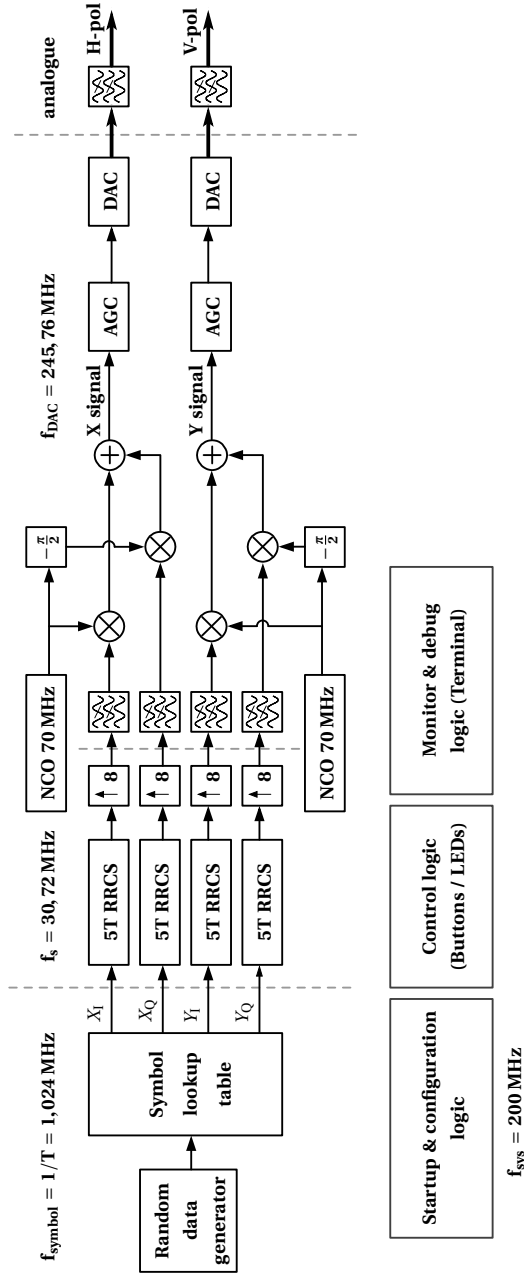 f_symbol = 1/T = 1,024 MHz
f_s = 30,72 MHz
f_DAC = 245,76 MHz
analogue
NCO 70 MHz
−π/2
Random
data
generator
Symbol
lookup
table
X_I
X_Q
Y_I
Y_Q
5T RRCS
5T RRCS
5T RRCS
5T RRCS
↑ 8
↑ 8
↑ 8
↑ 8
X signal
Y signal
AGC
AGC
DAC
DAC
H-pol
V-pol
NCO 70 MHz
−π/2
Startup & configuration
logic
Control logic
(Buttons / LEDs)
Monitor & debug
logic (Terminal)
f_sys = 200 MHz